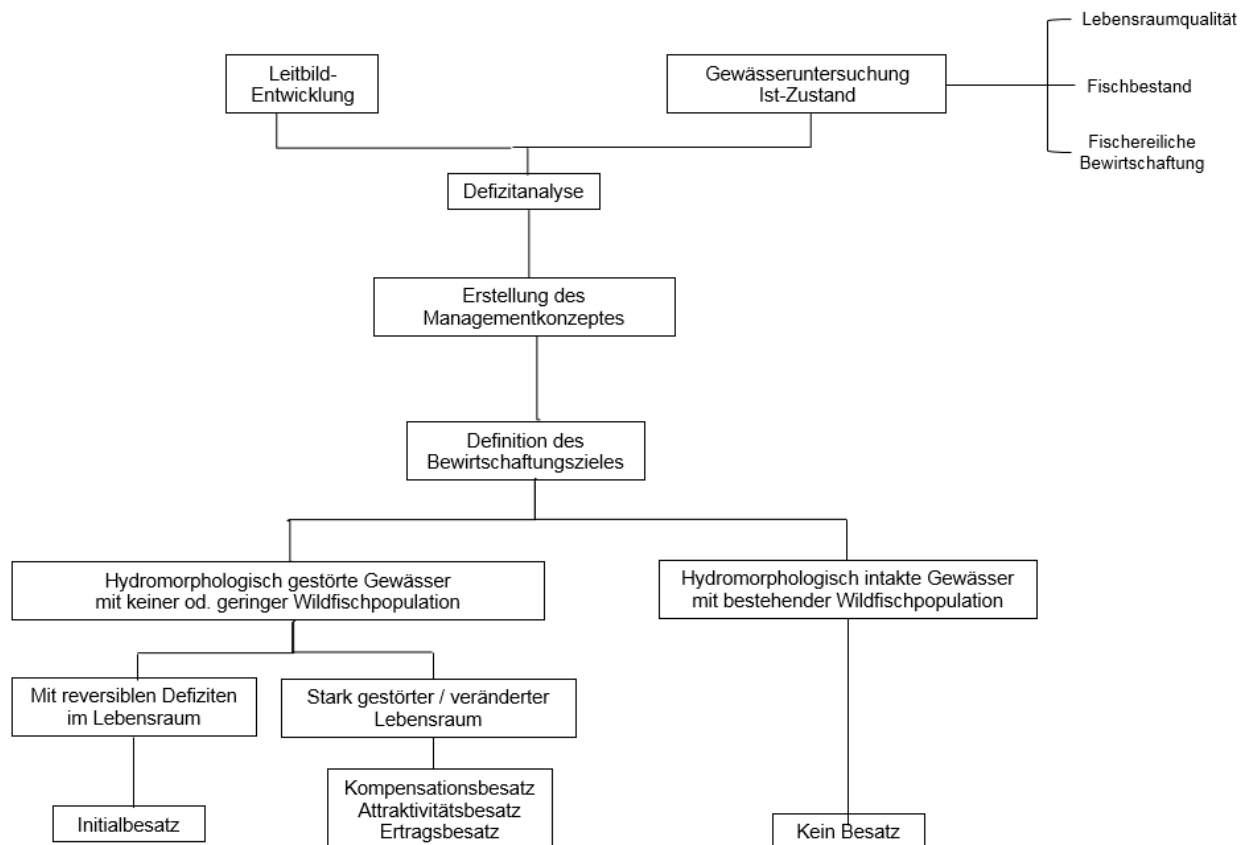 Leitbild-
Entwicklung
Gewässeruntersuchung
Ist-Zustand
Lebensraumqualität
Fischbestand
Fischereiliche
Bewirtschaftung
Defizitanalyse
Erstellung des
Managementkonzeptes
Definition des
Bewirtschaftungszieles
Hydromorphologisch gestörte Gewässer
mit keiner od. geringer Wildfischpopulation
Hydromorphologisch intakte Gewässer
mit bestehender Wildfischpopulation
Mit reversiblen Defiziten
im Lebensraum
Stark gestörter / veränderter
Lebensraum
Initialbesatz
Kompensationsbesatz
Attraktivitätsbesatz
Ertragsbesatz
Kein Besatz